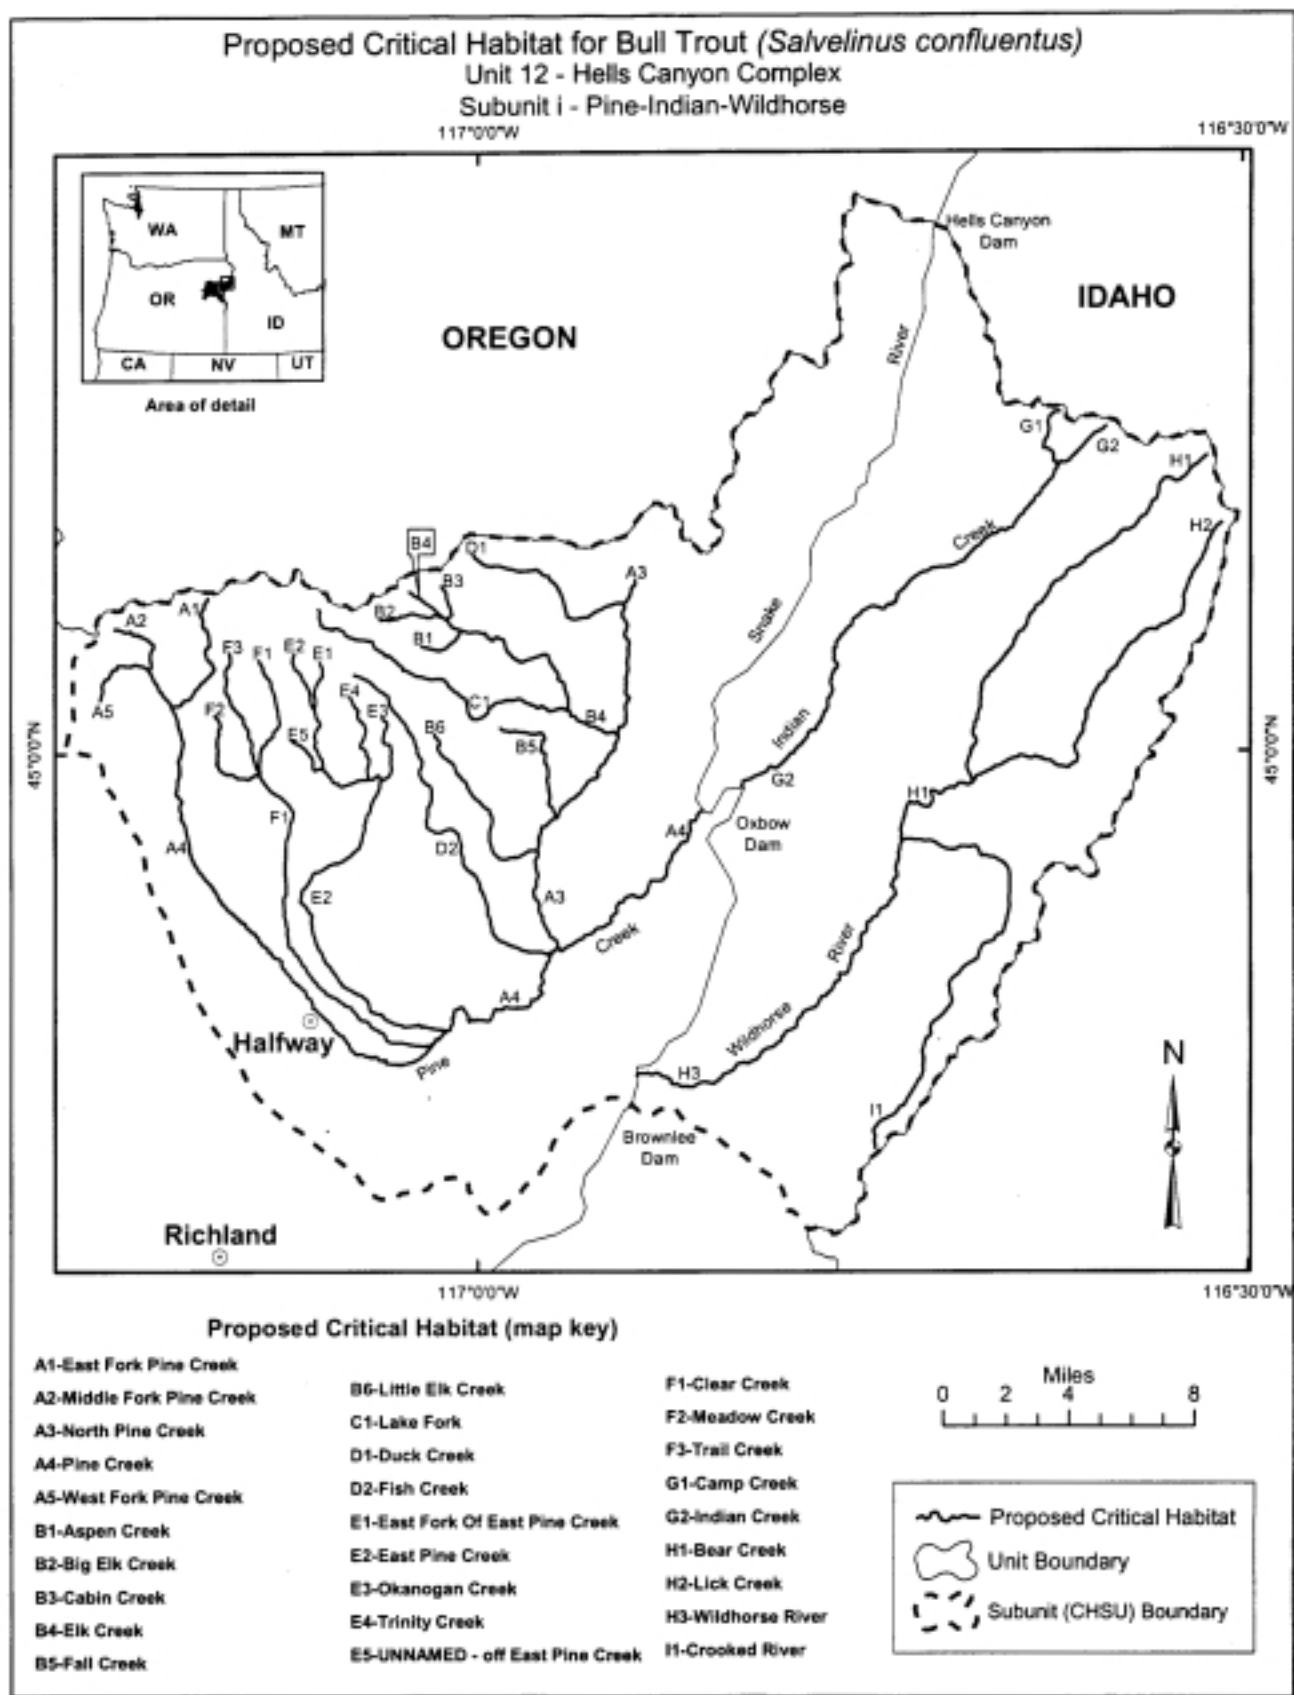 Proposed Critical Habitat for Bull Trout (Salvelinus confluentus)
Unit 12 - Hells Canyon Complex
Subunit i - Pine-Indian-Wildhorse
117°0'0"W
116°30'0"W
WA
MT
OR
ID
CA
NV
UT
Area of detail
OREGON
IDAHO
Hells Canyon
Dam
River
G1
G2
H1
H2
Creek
B4
D1
B3
A3
A2
A1
B2
B1
Snake
F3
F1
E2
E1
E4
E3
A5
F2
E5
C1
B4
B6
B5
Indian
G2
45°0'0"N
45°0'0"N
H1
F1
A4
D2
A4
Oxbow
Dam
E2
A3
Creek
River
A4
Halfway
Pine
Wildhorse
H3
N
I1
Brownlee
Dam
Richland
117°0'0"W
116°30'0"W
Proposed Critical Habitat (map key)
A1-East Fork Pine Creek
A2-Middle Fork Pine Creek
A3-North Pine Creek
A4-Pine Creek
A5-West Fork Pine Creek
B1-Aspen Creek
B2-Big Elk Creek
B3-Cabin Creek
B4-Elk Creek
B5-Fall Creek
B6-Little Elk Creek
C1-Lake Fork
D1-Duck Creek
D2-Fish Creek
E1-East Fork Of East Pine Creek
E2-East Pine Creek
E3-Okanogan Creek
E4-Trinity Creek
E5-UNNAMED - off East Pine Creek
F1-Clear Creek
F2-Meadow Creek
F3-Trail Creek
G1-Camp Creek
G2-Indian Creek
H1-Bear Creek
H2-Lick Creek
H3-Wildhorse River
I1-Crooked River
Miles
0 2 4 8
Proposed Critical Habitat
Unit Boundary
Subunit (CHSU) Boundary